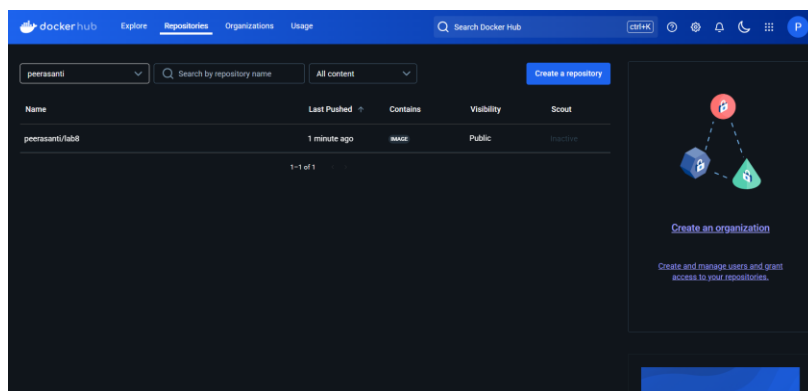 dockerhub Explore Repositories Organizations Usage Search Docker Hub ctrl+K P
peerasanti Search by repository name All content Create a repository
Name Last Pushed ↑ Contains Visibility Scout
peerasanti/lab8 1 minute ago IMAGE Public Inactive
1–1 of 1
Create an organization
Create and manage users and grant
access to your repositories.